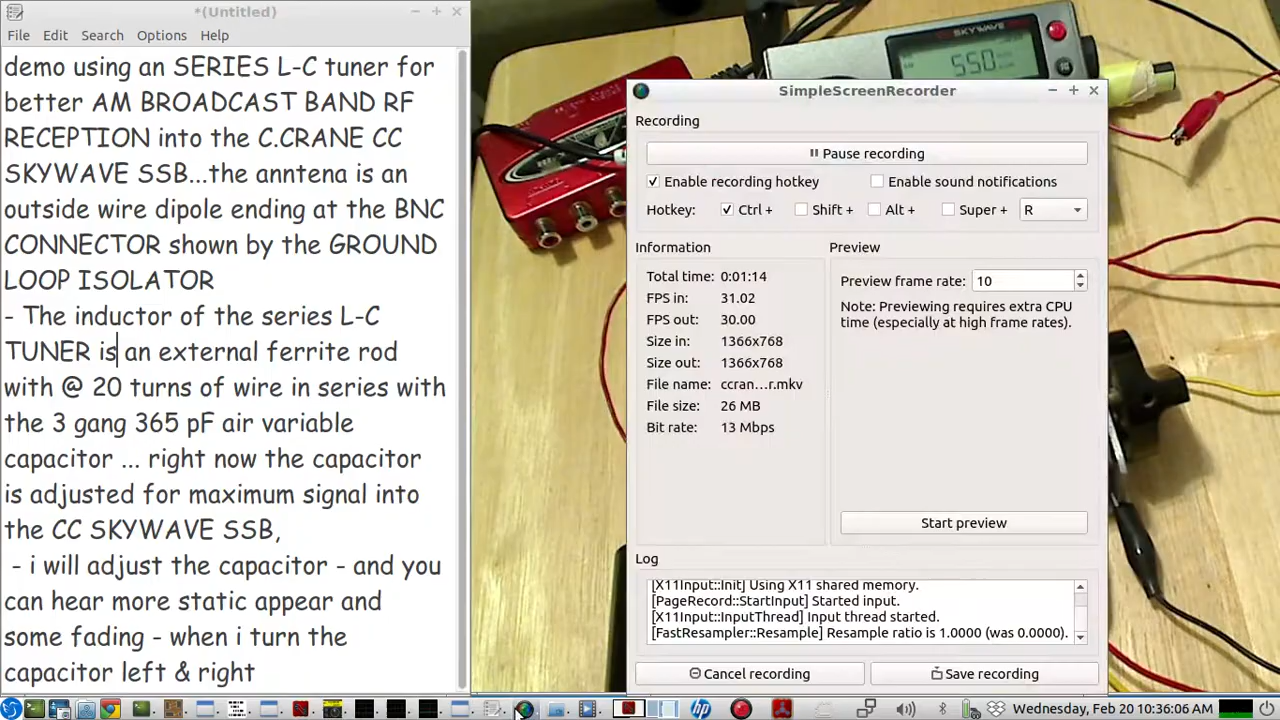 *(Untitled)
File Edit Search Options Help
demo using an SERIES L-C tuner for
better AM BROADCAST BAND RF
RECEPTION into the C.CRANE CC
SKYWAVE SSB...the anntena is an
outside wire dipole ending at the BNC
CONNECTOR shown by the GROUND
LOOP ISOLATOR
- The inductor of the series L-C
TUNER is an external ferrite rod
with @ 20 turns of wire in series with
the 3 gang 365 pF air variable
capacitor ... right now the capacitor
is adjusted for maximum signal into
the CC SKYWAVE SSB,
- i will adjust the capacitor - and you
can hear more static appear and
some fading - when i turn the
capacitor left & right
SKYWAVE
550
SimpleScreenRecorder
Recording
Pause recording
Enable recording hotkey
Enable sound notifications
Hotkey: Ctrl + Shift + Alt + Super + R
Information
Total time: 0:01:14
FPS in: 31.02
FPS out: 30.00
Size in: 1366x768
Size out: 1366x768
File name: ccran...r.mkv
File size: 26 MB
Bit rate: 13 Mbps
Preview
Preview frame rate: 10
Note: Previewing requires extra CPU
time (especially at high frame rates).
Start preview
Log
[X11Input::Init] Using X11 shared memory.
[PageRecord::StartInput] Started input.
[X11Input::InputThread] Input thread started.
[FastResampler::Resample] Resample ratio is 1.0000 (was 0.0000).
Cancel recording
Save recording
Wednesday, Feb 20 10:36:06 AM